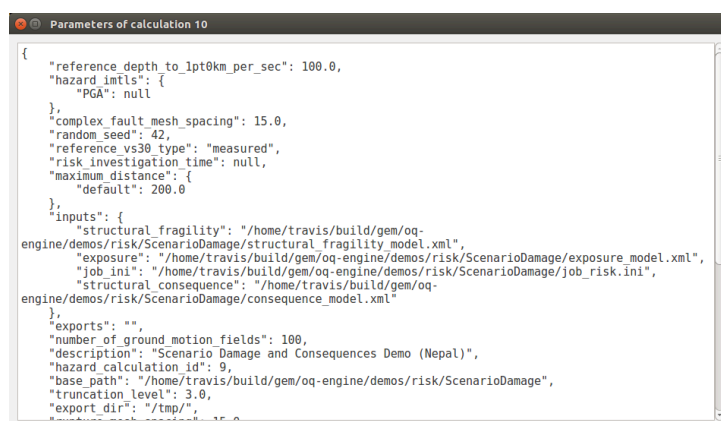 Parameters of calculation 10
{
    "reference_depth_to_1pt0km_per_sec": 100.0,
    "hazard_imtls": {
        "PGA": null
    },
    "complex_fault_mesh_spacing": 15.0,
    "random_seed": 42,
    "reference_vs30_type": "measured",
    "risk_investigation_time": null,
    "maximum_distance": {
        "default": 200.0
    },
    "inputs": {
        "structural_fragility": "/home/travis/build/gem/oq-
engine/demos/risk/ScenarioDamage/structural_fragility_model.xml",
        "exposure": "/home/travis/build/gem/oq-engine/demos/risk/ScenarioDamage/exposure_model.xml",
        "job_ini": "/home/travis/build/gem/oq-engine/demos/risk/ScenarioDamage/job_risk.ini",
        "structural_consequence": "/home/travis/build/gem/oq-
engine/demos/risk/ScenarioDamage/consequence_model.xml"
    },
    "exports": "",
    "number_of_ground_motion_fields": 100,
    "description": "Scenario Damage and Consequences Demo (Nepal)",
    "hazard_calculation_id": 9,
    "base_path": "/home/travis/build/gem/oq-engine/demos/risk/ScenarioDamage",
    "truncation_level": 3.0,
    "export_dir": "/tmp/",